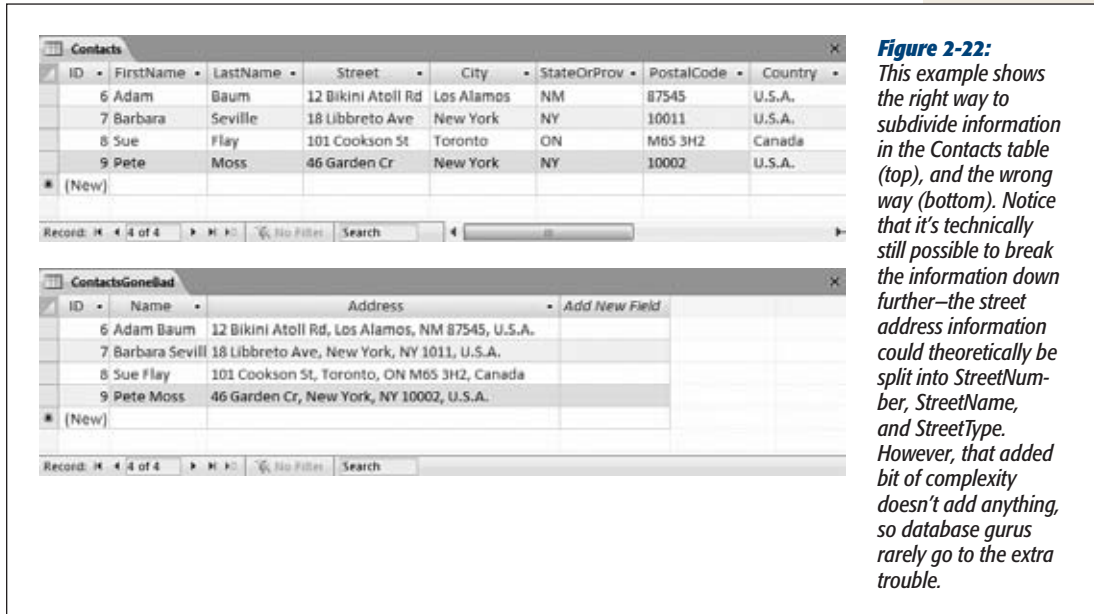 Contacts
ID FirstName LastName Street City StateOrProv PostalCode Country
6 Adam Baum 12 Bikini Atoll Rd Los Alamos NM 87545 U.S.A.
7 Barbara Seville 18 Libbreto Ave New York NY 10011 U.S.A.
8 Sue Flay 101 Cookson St Toronto ON M65 3H2 Canada
9 Pete Moss 46 Garden Cr New York NY 10002 U.S.A.
(New)
Record: 4 of 4 No Filter Search
ContactsGoneBad
ID Name Address Add New Field
6 Adam Baum 12 Bikini Atoll Rd, Los Alamos, NM 87545, U.S.A.
7 Barbara Sevill 18 Libbreto Ave, New York, NY 1011, U.S.A.
8 Sue Flay 101 Cookson St, Toronto, ON M65 3H2, Canada
9 Pete Moss 46 Garden Cr, New York, NY 10002, U.S.A.
(New)
Record: 4 of 4 No Filter Search
Figure 2-22:
This example shows
the right way to
subdivide information
in the Contacts table
(top), and the wrong
way (bottom). Notice
that it's technically
still possible to break
the information down
further—the street
address information
could theoretically be
split into StreetNum-
ber, StreetName,
and StreetType.
However, that added
bit of complexity
doesn't add anything,
so database gurus
rarely go to the extra
trouble.